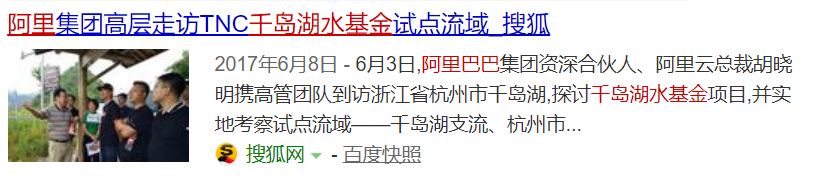 阿里集团高层走访TNC千岛湖水基金试点流域_搜狐
2017年6月8日 - 6月3日,阿里巴巴集团资深合伙人、阿里云总裁胡晓
明携高管团队到访浙江省杭州市千岛湖,探讨千岛湖水基金项目,并实
地考察试点流域——千岛湖支流、杭州市...
搜狐网 - 百度快照